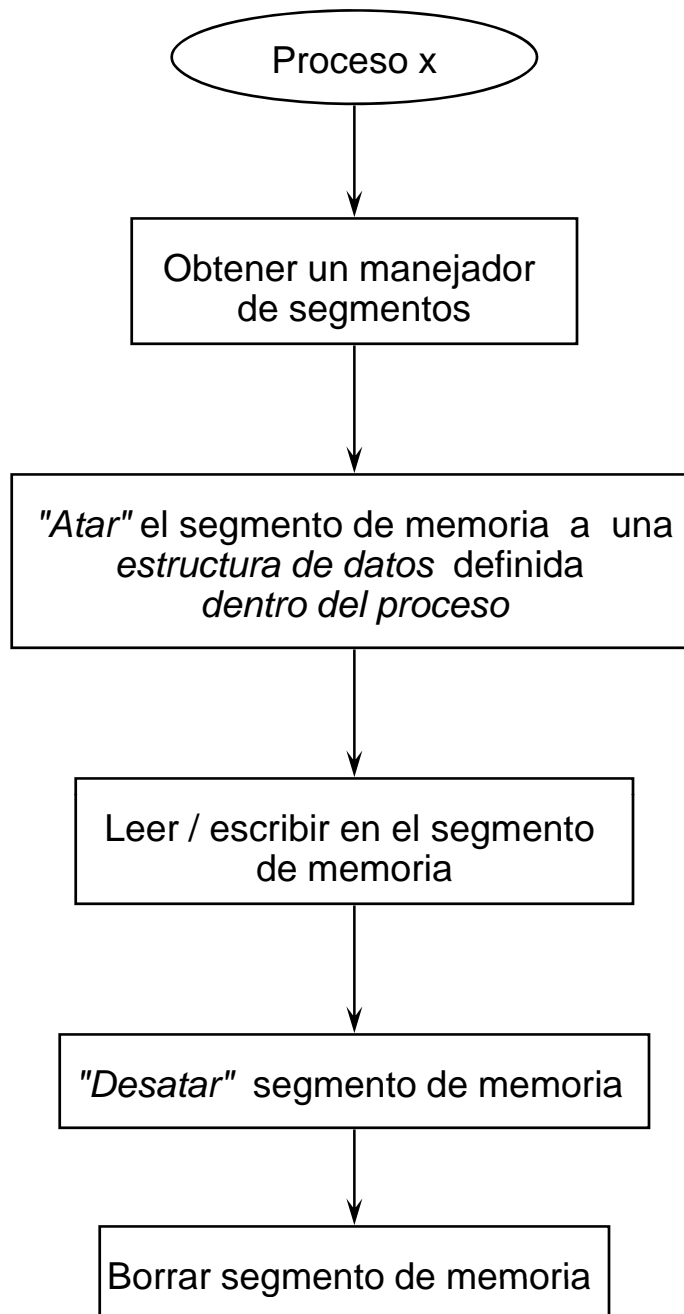 Proceso x
Obtener un manejador
de segmentos
"Atar" el segmento de memoria a una
estructura de datos definida
dentro del proceso
Leer / escribir en el segmento
de memoria
"Desatar" segmento de memoria
Borrar segmento de memoria